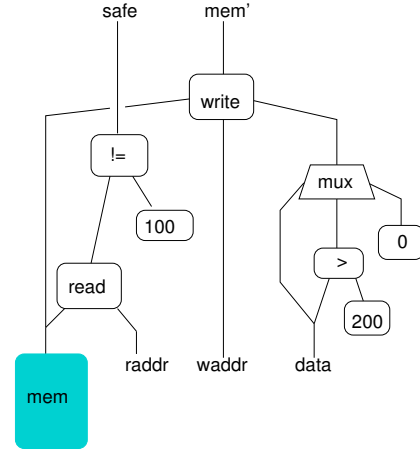 safe
mem'
write
!=
mux
100
0
>
read
200
raddr
waddr
data
mem